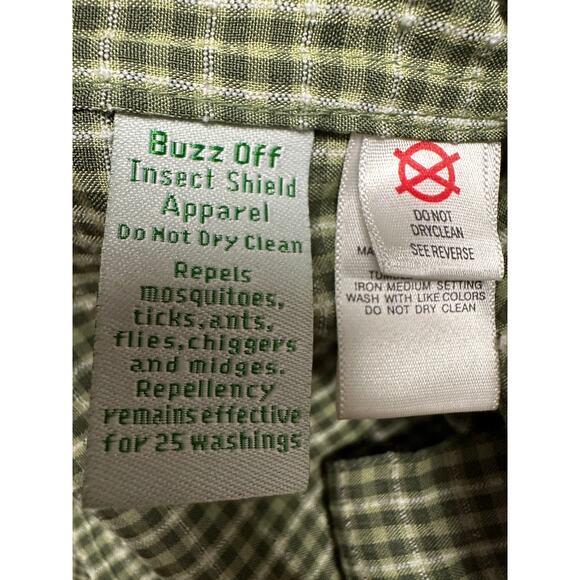 Buzz Off
Insect Shield
Apparel
Do Not Dry Clean
Repels
mosquitoes,
ticks,ants,
flies,chiggers
and midges.
Repellency
remains effective
for 25 washings
DO NOT
DRYCLEAN
SEE REVERSE
IRON MEDIUM SETTING
WASH WITH LIKE COLORS
DO NOT DRY CLEAN